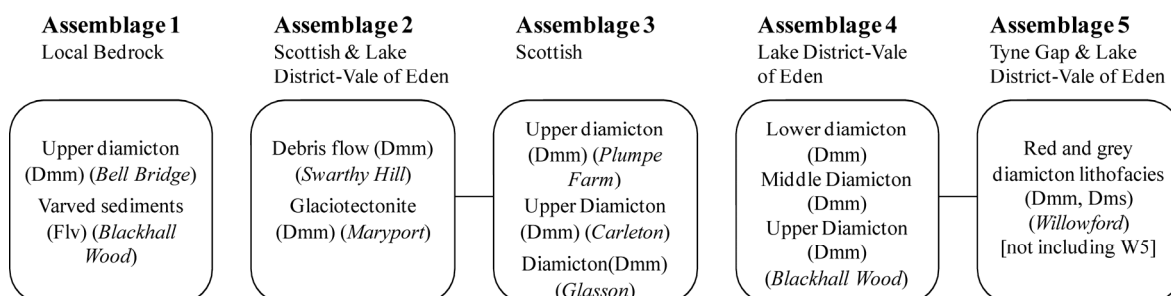 Assemblage 1
Local Bedrock
Upper diamicton
(Dmm) (Bell Bridge)
Varved sediments
(Flv) (Blackhall
Wood)
Assemblage 2
Scottish & Lake
District-Vale of Eden
Debris flow (Dmm)
(Swarthy Hill)
Glaciotectonite
(Dmm) (Maryport)
Assemblage 3
Scottish
Upper diamicton
(Dmm) (Plumpe
Farm)
Upper Diamicton
(Dmm) (Carleton)
Diamicton(Dmm)
(Glasson)
Assemblage 4
Lake District-Vale
of Eden
Lower diamicton
(Dmm)
Middle Diamicton
(Dmm)
Upper Diamicton
(Dmm)
(Blackhall Wood)
Assemblage 5
Tyne Gap & Lake
District-Vale of Eden
Red and grey
diamicton lithofacies
(Dmm, Dms)
(Willowford)
[not including W5]